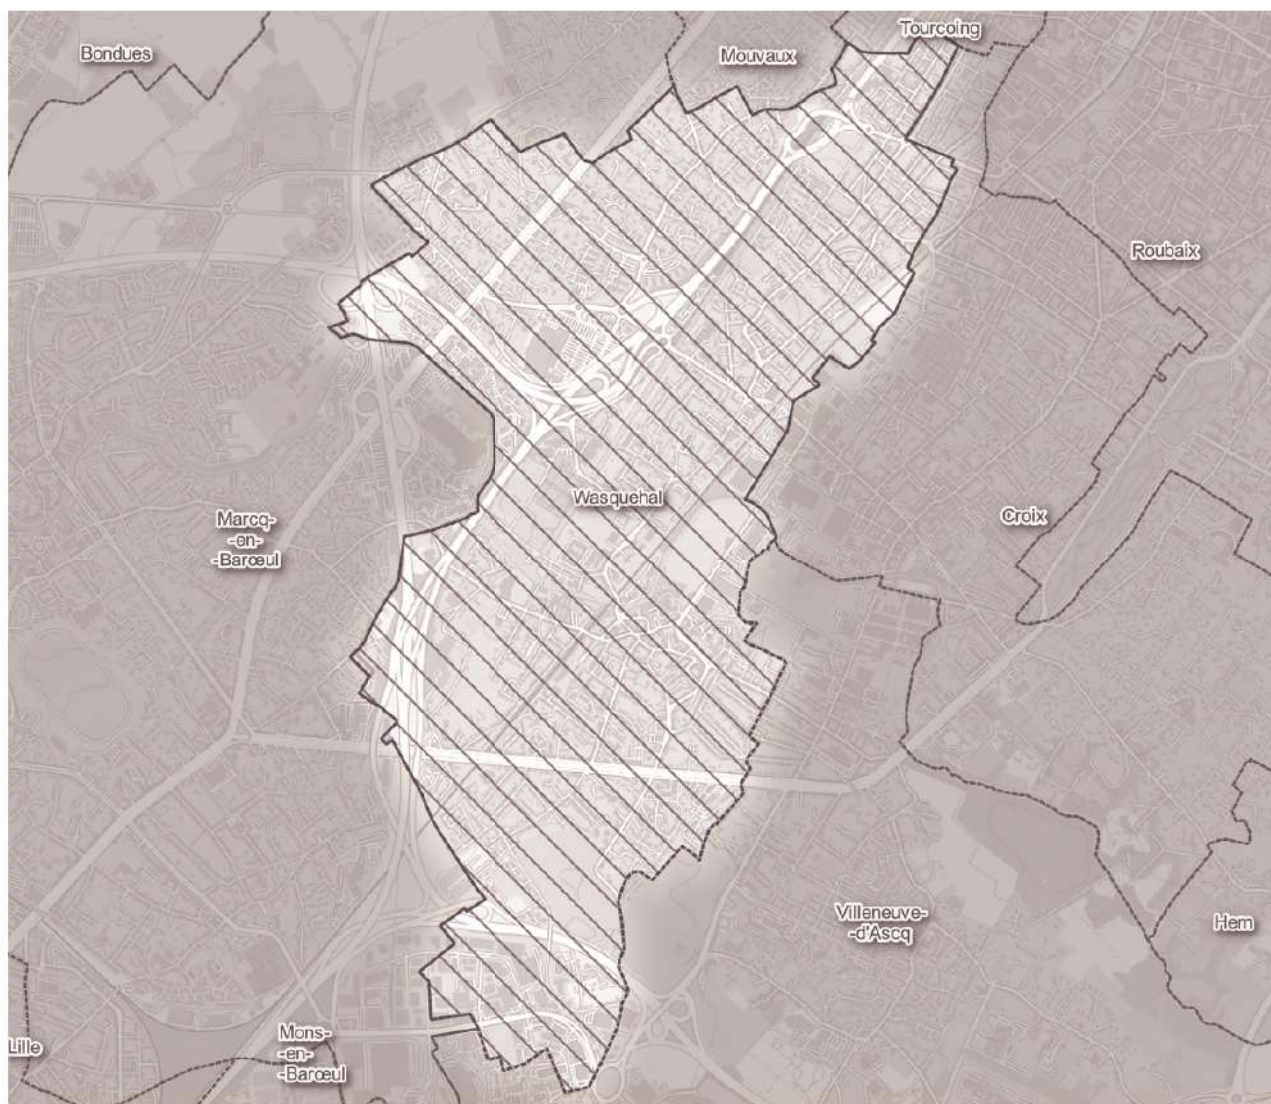 Tourcoing
Bondues
Mouvaux
Roubaix
Wasquehal
Marcq-
-en-
-Barœul
Croix
Villeneuve-
-d'Ascq
Hem
Mons-
-en-
-Barœul
Lille